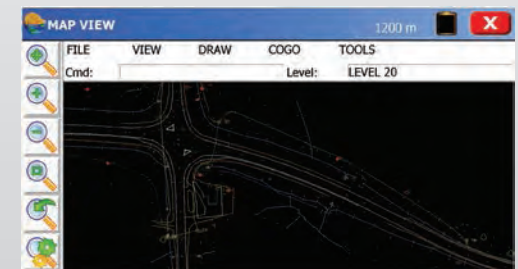 MAP VIEW 1200 m X
FILE VIEW DRAW COGO TOOLS
Cmd: Level: LEVEL 20